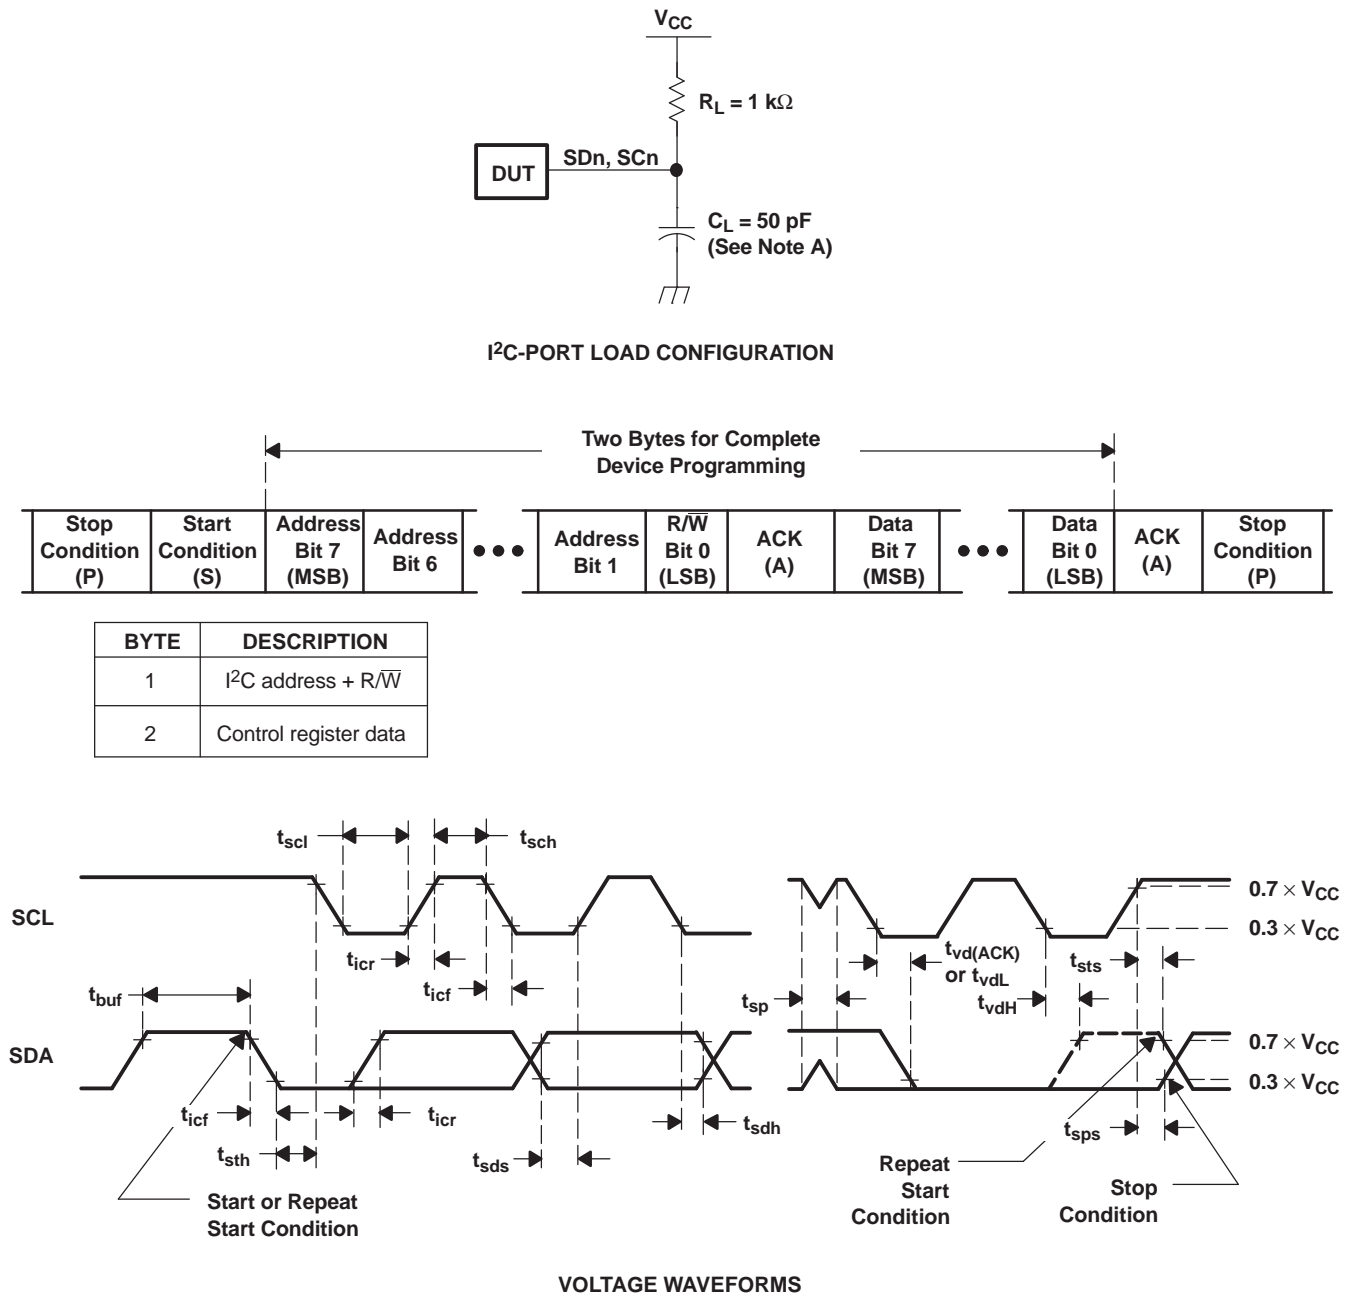 VCC
RL = 1 kΩ
DUT
SDn, SCn
CL = 50 pF
(See Note A)
I2C-PORT LOAD CONFIGURATION
Two Bytes for Complete
Device Programming
Stop
Condition
(P)
Start
Condition
(S)
Address
Bit 7
(MSB)
Address
Bit 6
•••
Address
Bit 1
R/W̅
Bit 0
(LSB)
ACK
(A)
Data
Bit 7
(MSB)
•••
Data
Bit 0
(LSB)
ACK
(A)
Stop
Condition
(P)
BYTE DESCRIPTION
1 I2C address + R/W̅
2 Control register data
tscl
tsch
SCL
0.7 × VCC
0.3 × VCC
ticr
ticf
tbuf
tsp
tvd(ACK)
or tvdL
tvdH
tsts
SDA
0.7 × VCC
0.3 × VCC
ticf
ticr
tsth
tsds
tsdh
tsps
Start or Repeat
Start Condition
Repeat
Start
Condition
Stop
Condition
VOLTAGE WAVEFORMS